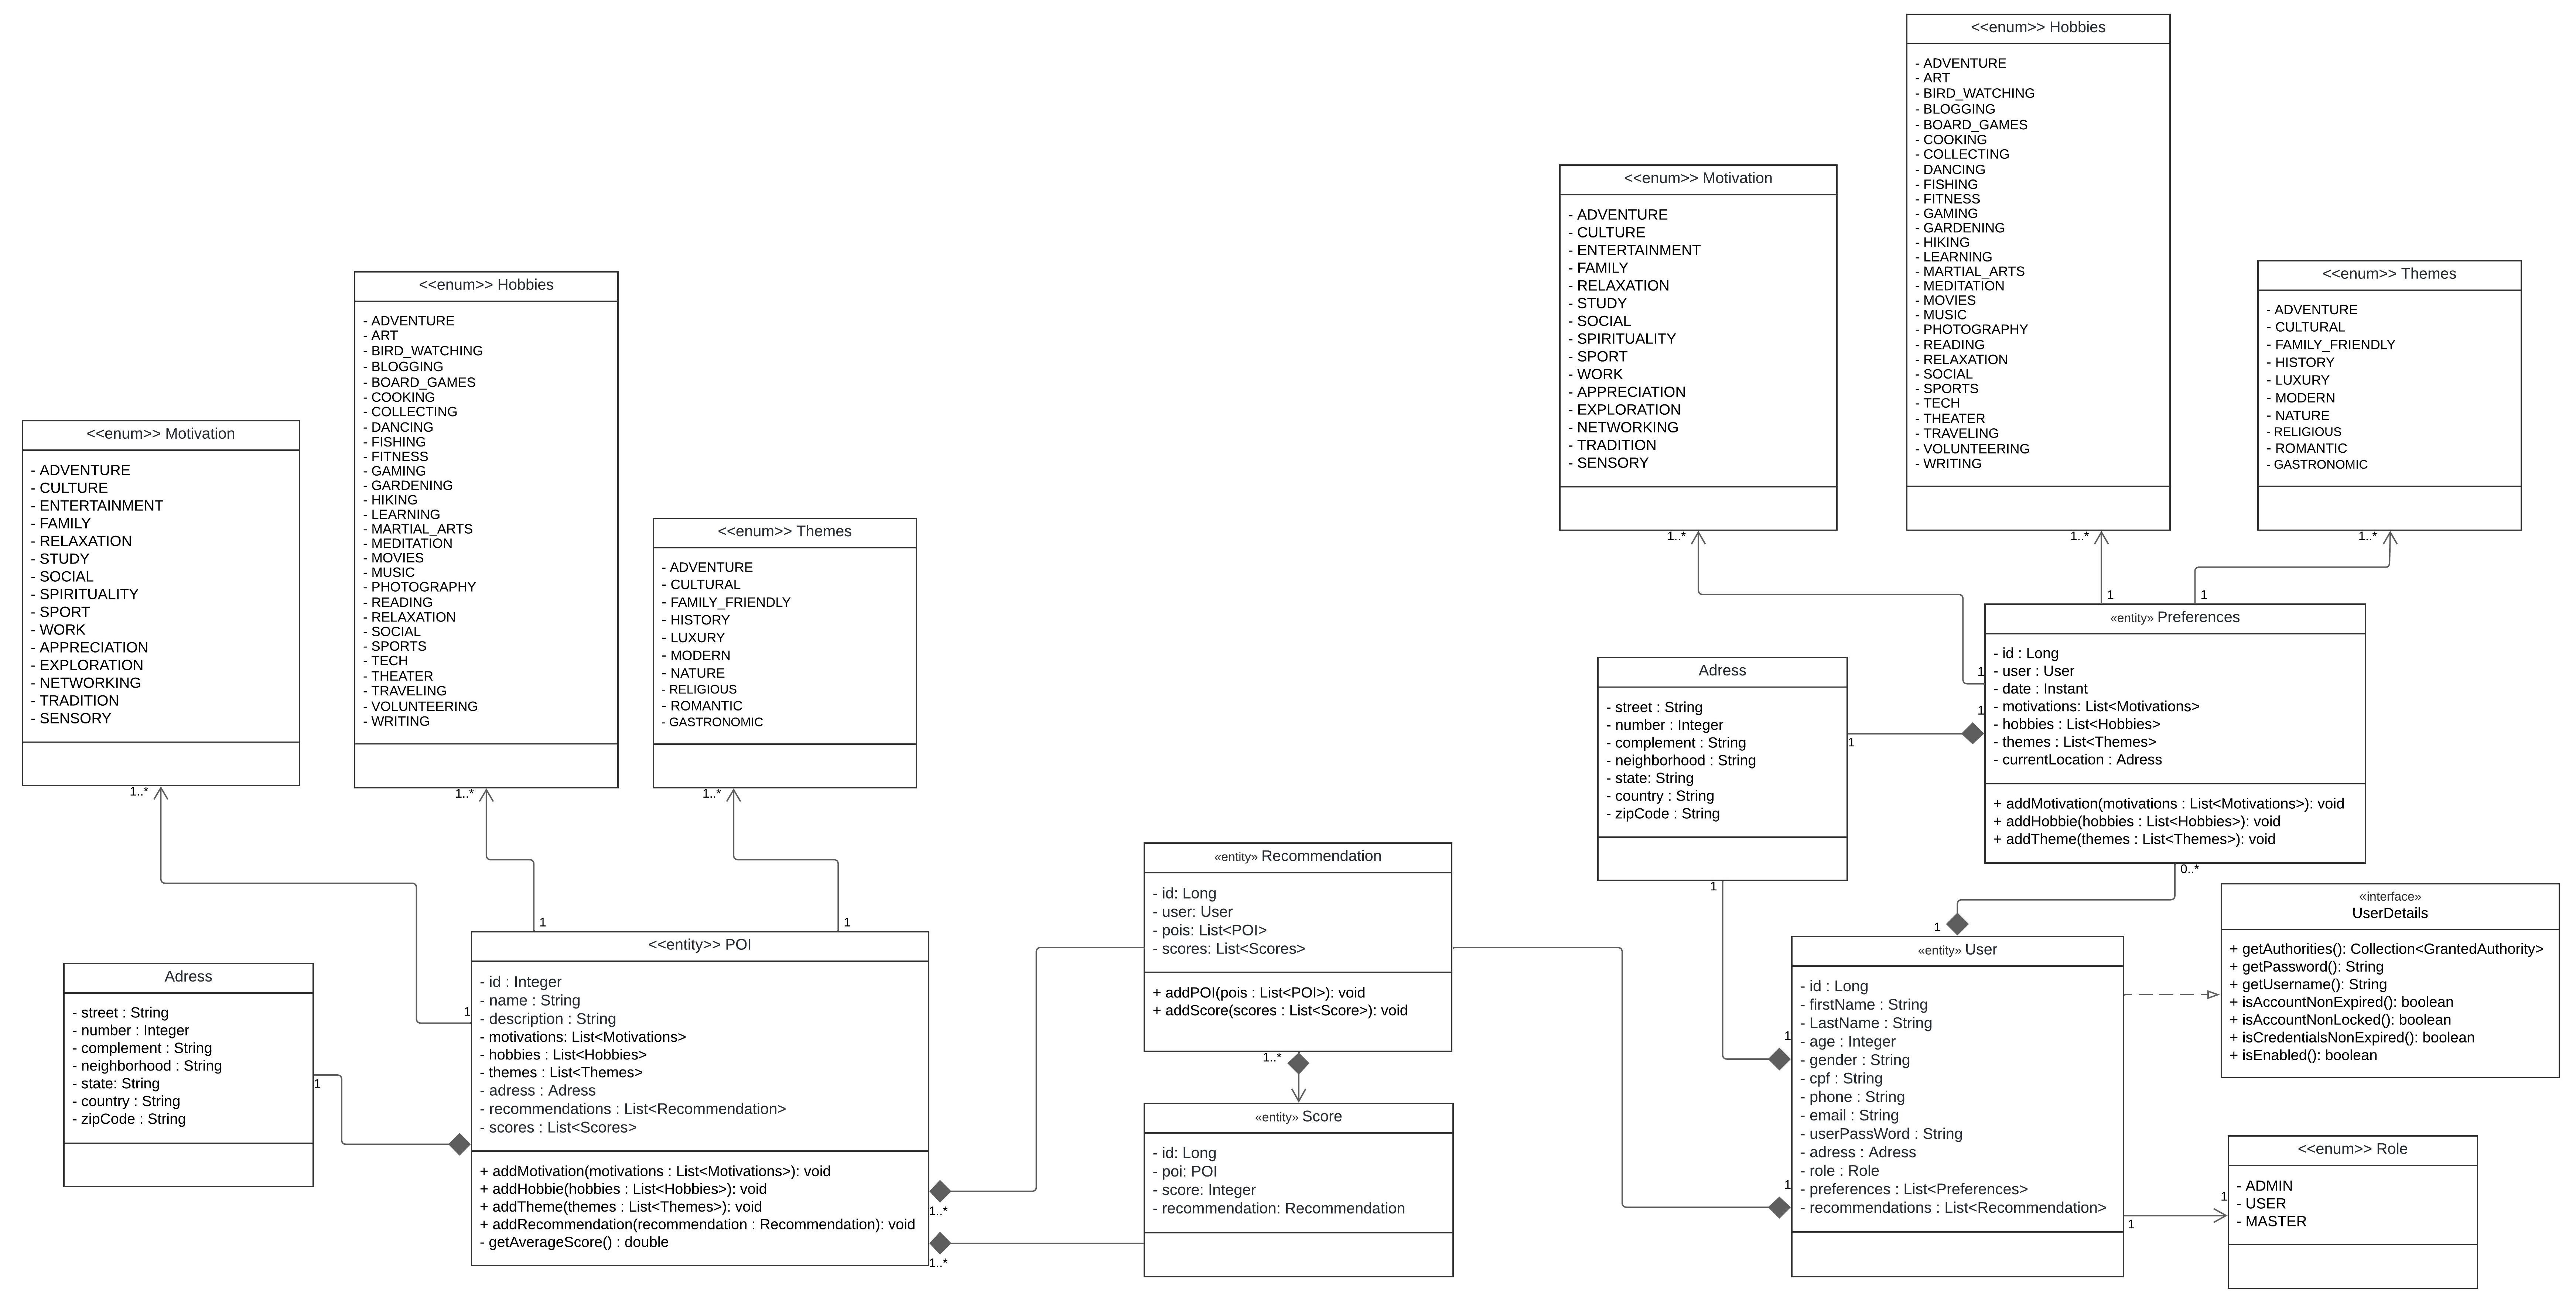 <<enum>> Motivation
- ADVENTURE
- CULTURE
- ENTERTAINMENT
- FAMILY
- RELAXATION
- STUDY
- SOCIAL
- SPIRITUALITY
- SPORT
- WORK
- APPRECIATION
- EXPLORATION
- NETWORKING
- TRADITION
- SENSORY
1..*
<<enum>> Hobbies
- ADVENTURE
- ART
- BIRD_WATCHING
- BLOGGING
- BOARD_GAMES
- COOKING
- COLLECTING
- DANCING
- FISHING
- FITNESS
- GAMING
- GARDENING
- HIKING
- LEARNING
- MARTIAL_ARTS
- MEDITATION
- MOVIES
- MUSIC
- PHOTOGRAPHY
- READING
- RELAXATION
- SOCIAL
- SPORTS
- TECH
- THEATER
- TRAVELING
- VOLUNTEERING
- WRITING
1..*
<<enum>> Themes
- ADVENTURE
- CULTURAL
- FAMILY_FRIENDLY
- HISTORY
- LUXURY
- MODERN
- NATURE
- RELIGIOUS
- ROMANTIC
- GASTRONOMIC
1..*
Adress
- street : String
- number : Integer
- complement : String
- neighborhood : String
- state: String
- country : String
- zipCode : String
1
1
1
1
<<entity>> POI
- id : Integer
- name : String
- description : String
- motivations: List<Motivations>
- hobbies : List<Hobbies>
- themes : List<Themes>
- adress : Adress
- recommendations : List<Recommendation>
- scores : List<Scores>
+ addMotivation(motivations : List<Motivations>): void
+ addHobbie(hobbies : List<Hobbies>): void
+ addTheme(themes : List<Themes>): void
+ addRecommendation(recommendation : Recommendation): void
- getAverageScore() : double
1..*
1..*
«entity» Recommendation
- id: Long
- user: User
- pois: List<POI>
- scores: List<Scores>
+ addPOI(pois : List<POI>): void
+ addScore(scores : List<Score>): void
1..*
«entity» Score
- id: Long
- poi: POI
- score: Integer
- recommendation: Recommendation
<<enum>> Motivation
- ADVENTURE
- CULTURE
- ENTERTAINMENT
- FAMILY
- RELAXATION
- STUDY
- SOCIAL
- SPIRITUALITY
- SPORT
- WORK
- APPRECIATION
- EXPLORATION
- NETWORKING
- TRADITION
- SENSORY
1..*
<<enum>> Hobbies
- ADVENTURE
- ART
- BIRD_WATCHING
- BLOGGING
- BOARD_GAMES
- COOKING
- COLLECTING
- DANCING
- FISHING
- FITNESS
- GAMING
- GARDENING
- HIKING
- LEARNING
- MARTIAL_ARTS
- MEDITATION
- MOVIES
- MUSIC
- PHOTOGRAPHY
- READING
- RELAXATION
- SOCIAL
- SPORTS
- TECH
- THEATER
- TRAVELING
- VOLUNTEERING
- WRITING
1..*
<<enum>> Themes
- ADVENTURE
- CULTURAL
- FAMILY_FRIENDLY
- HISTORY
- LUXURY
- MODERN
- NATURE
- RELIGIOUS
- ROMANTIC
- GASTRONOMIC
1..*
Adress
- street : String
- number : Integer
- complement : String
- neighborhood : String
- state: String
- country : String
- zipCode : String
1
1
1
1
1
1
«entity» Preferences
- id : Long
- user : User
- date : Instant
- motivations: List<Motivations>
- hobbies : List<Hobbies>
- themes : List<Themes>
- currentLocation : Adress
+ addMotivation(motivations : List<Motivations>): void
+ addHobbie(hobbies : List<Hobbies>): void
+ addTheme(themes : List<Themes>): void
0..*
1
1
1
«entity» User
- id : Long
- firstName : String
- LastName : String
- age : Integer
- gender : String
- cpf : String
- phone : String
- email : String
- userPassWord : String
- adress : Adress
- role : Role
- preferences : List<Preferences>
- recommendations : List<Recommendation>
«interface»
UserDetails
+ getAuthorities(): Collection<GrantedAuthority>
+ getPassword(): String
+ getUsername(): String
+ isAccountNonExpired(): boolean
+ isAccountNonLocked(): boolean
+ isCredentialsNonExpired(): boolean
+ isEnabled(): boolean
<<enum>> Role
- ADMIN
- USER
- MASTER
1
1